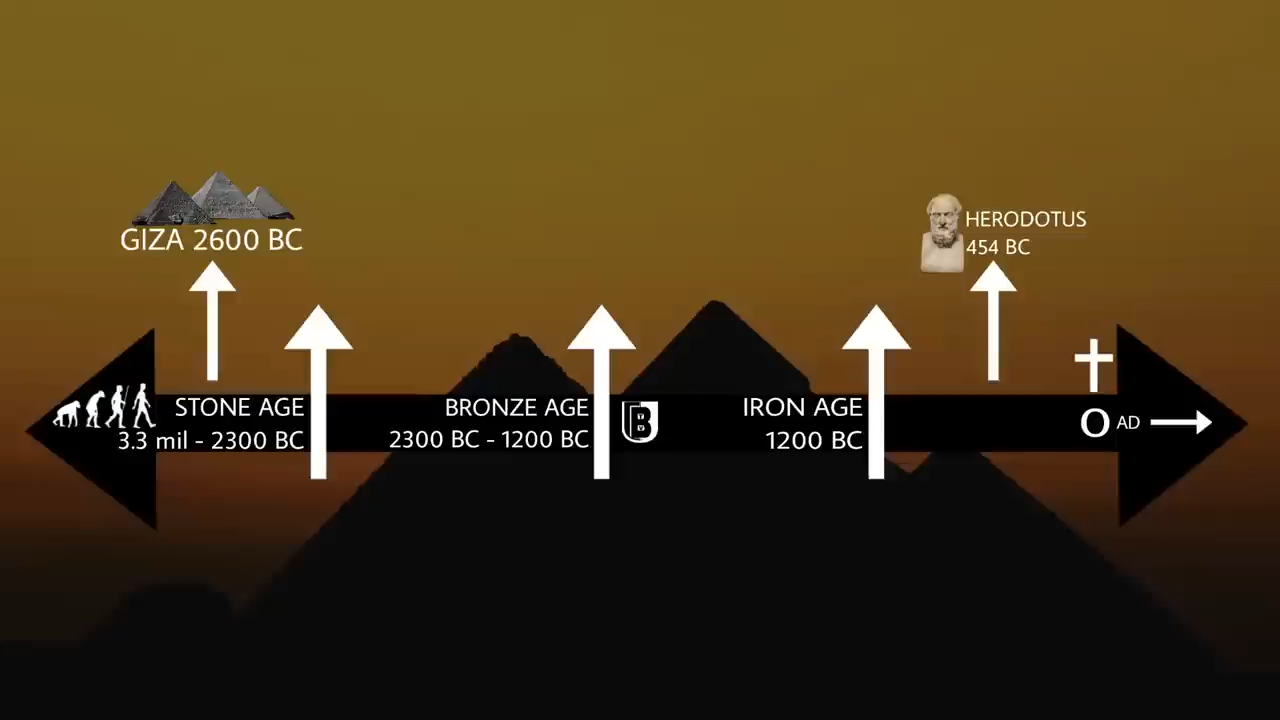 GIZA 2600 BC
HERODOTUS
454 BC
STONE AGE
3.3 mil - 2300 BC
BRONZE AGE
2300 BC - 1200 BC
B
IRON AGE
1200 BC
0 AD